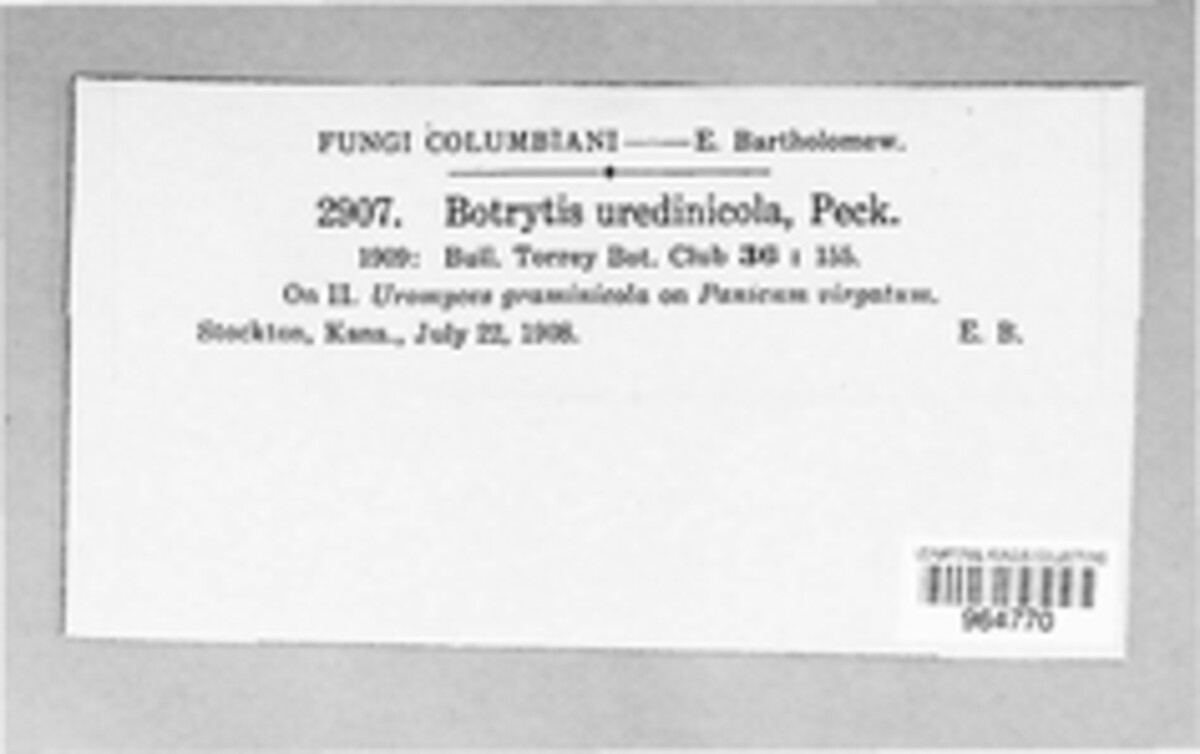 FUNGI COLUMBIANI — E. Bartholomew.
2907. Botrytis uredinicola, Peck.
1909: Bull. Torrey Bot. Club 36 : 155.
On II. Uromyces graminicola on Panicum virgatum.
Stockton, Kans., July 22, 1908. E. B.
964770